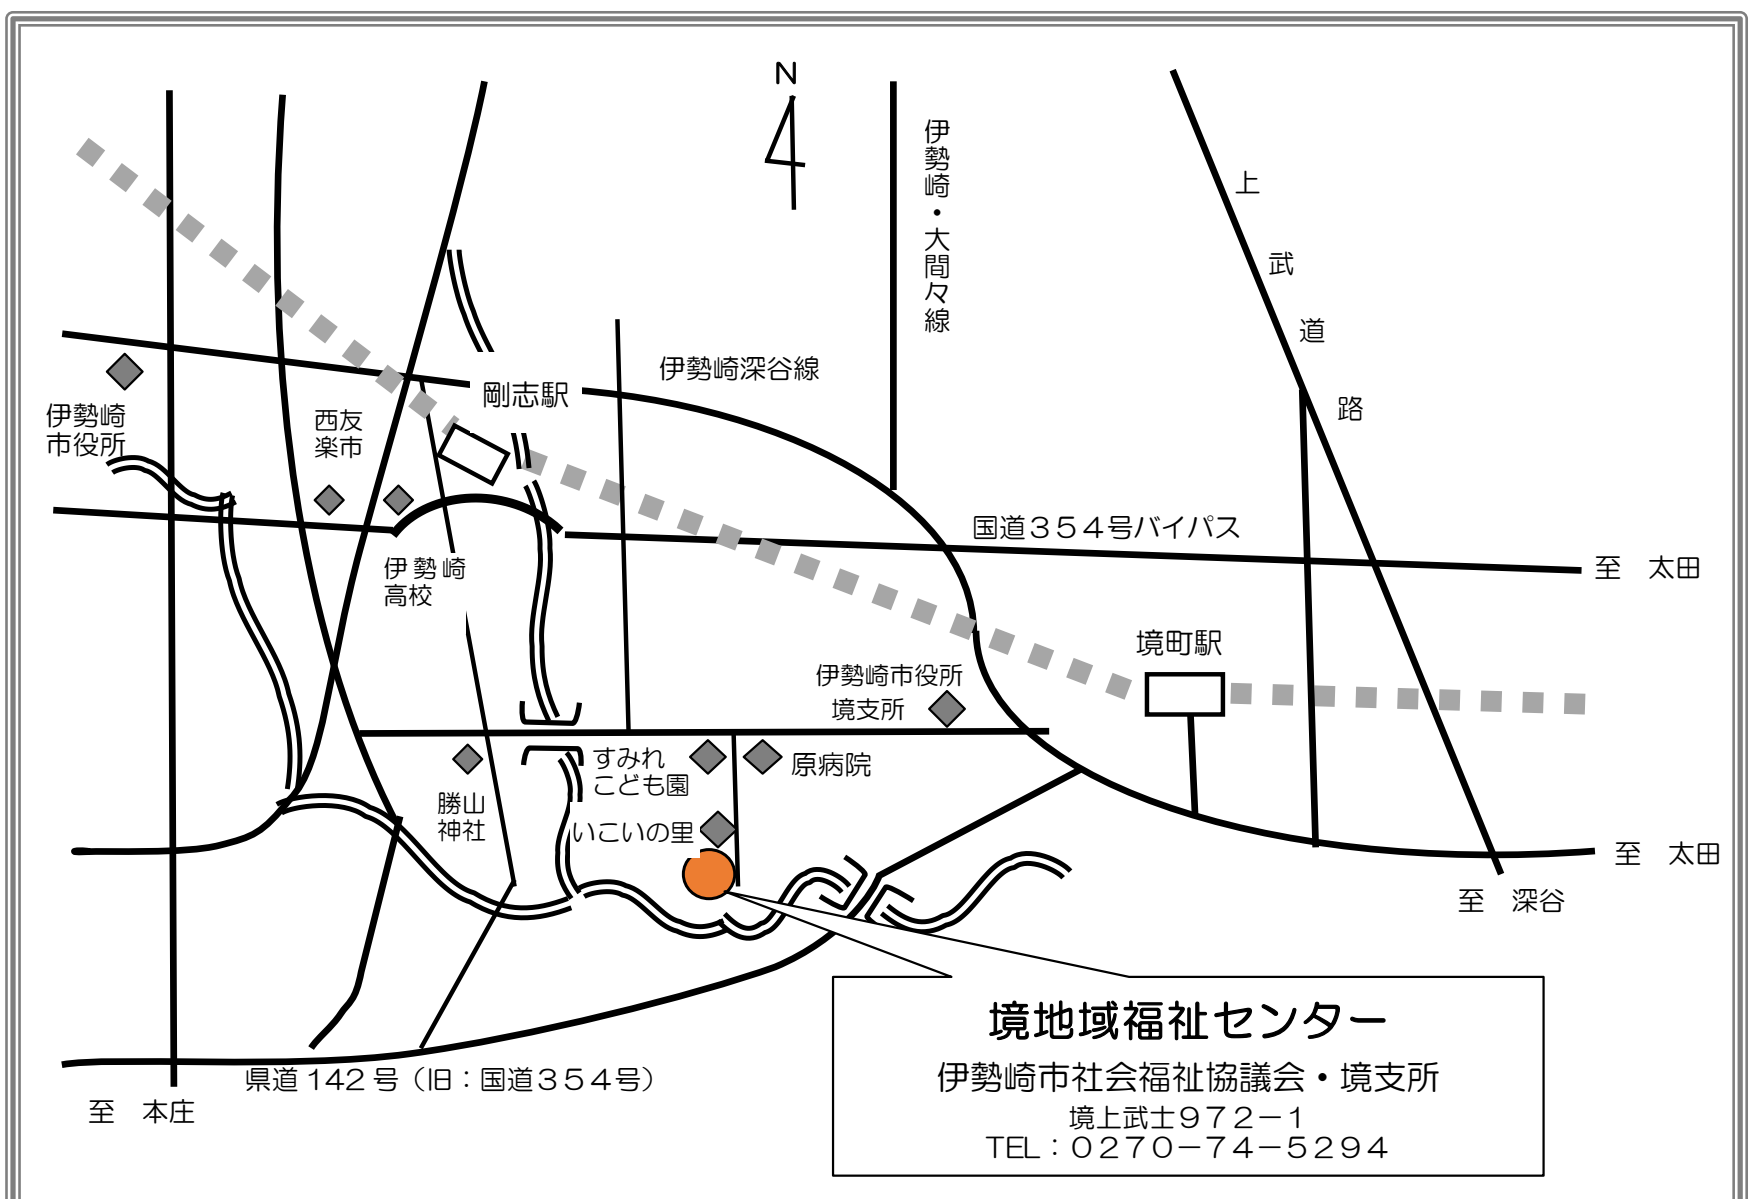 N
伊勢崎・大間々線
上武道路
伊勢崎深谷線
剛志駅
伊勢崎
市役所
西友
楽市
国道３５４号バイパス
至　太田
伊勢崎
高校
境町駅
伊勢崎市役所
境支所
すみれ
こども園
原病院
勝山
神社
いこいの里
至　太田
至　深谷
境地域福祉センター
伊勢崎市社会福祉協議会・境支所
境上武士９７２－１
TEL：０２７０－７４－５２９４
県道 142 号（旧：国道３５４号）
至　本庄